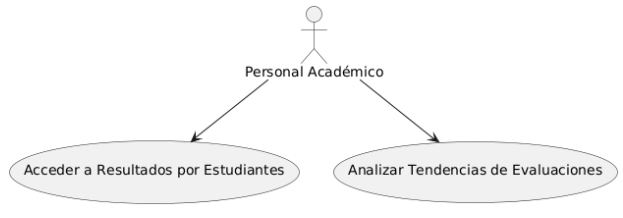 Personal Académico
Acceder a Resultados por Estudiantes
Analizar Tendencias de Evaluaciones